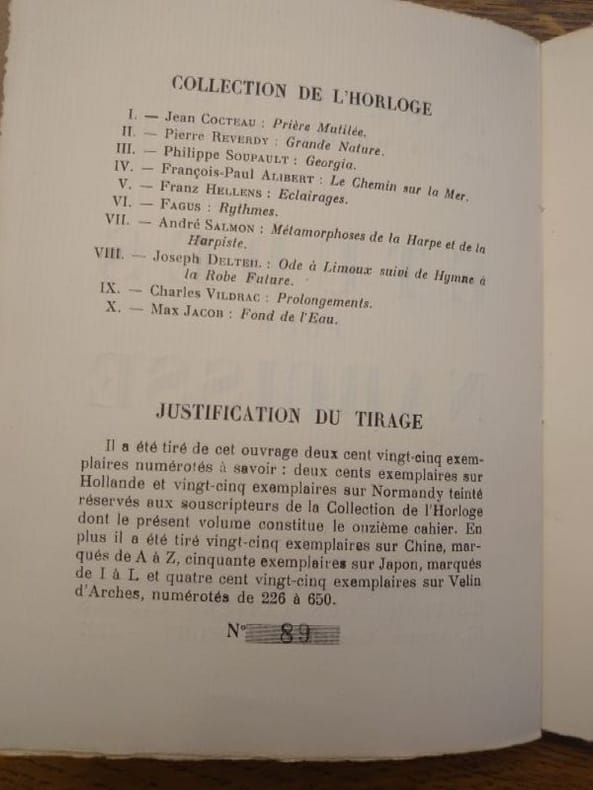 COLLECTION DE L'HORLOGE
I. — Jean COCTEAU : Prière Mutilée.
II. — Pierre REVERDY : Grande Nature.
III. — Philippe SOUPAULT : Georgia.
IV. — François-Paul ALIBERT : Le Chemin sur la Mer.
V. — Franz HELLENS : Eclairages.
VI. — FAGUS : Rythmes.
VII. — André SALMON : Métamorphoses de la Harpe et de la
Harpiste.
VIII. — Joseph DELTEIL : Ode à Limoux suivi de Hymne à
la Robe Future.
IX. — Charles VILDRAC : Prolongements.
X. — Max JACOB : Fond de l'Eau.
JUSTIFICATION DU TIRAGE
Il a été tiré de cet ouvrage deux cent vingt-cinq exem-
plaires numérotés à savoir : deux cents exemplaires sur
Hollande et vingt-cinq exemplaires sur Normandy teinté
réservés aux souscripteurs de la Collection de l'Horloge
dont le présent volume constitue le onzième cahier. En
plus il a été tiré vingt-cinq exemplaires sur Chine, mar-
qués de A à Z, cinquante exemplaires sur Japon, marqués
de I à L et quatre cent vingt-cinq exemplaires sur Velin
d'Arches, numérotés de 226 à 650.
N° 89